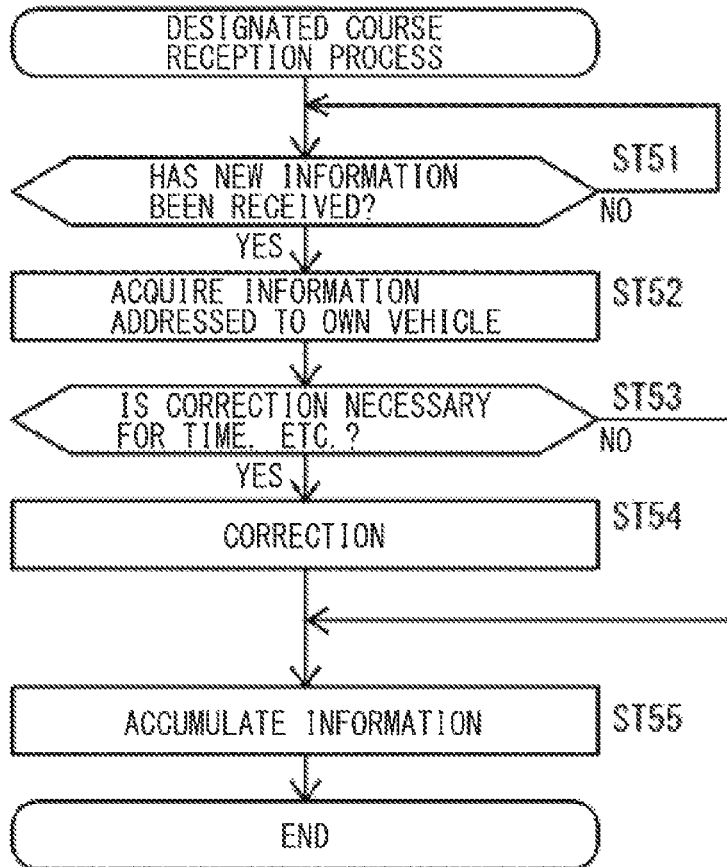 DESIGNATED COURSE
RECEPTION PROCESS
HAS NEW INFORMATION
BEEN RECEIVED?
ST51
NO
YES
ACQUIRE INFORMATION
ADDRESSED TO OWN VEHICLE
ST52
IS CORRECTION NECESSARY
FOR TIME. ETC.?
ST53
NO
YES
CORRECTION
ST54
ACCUMULATE INFORMATION
ST55
END